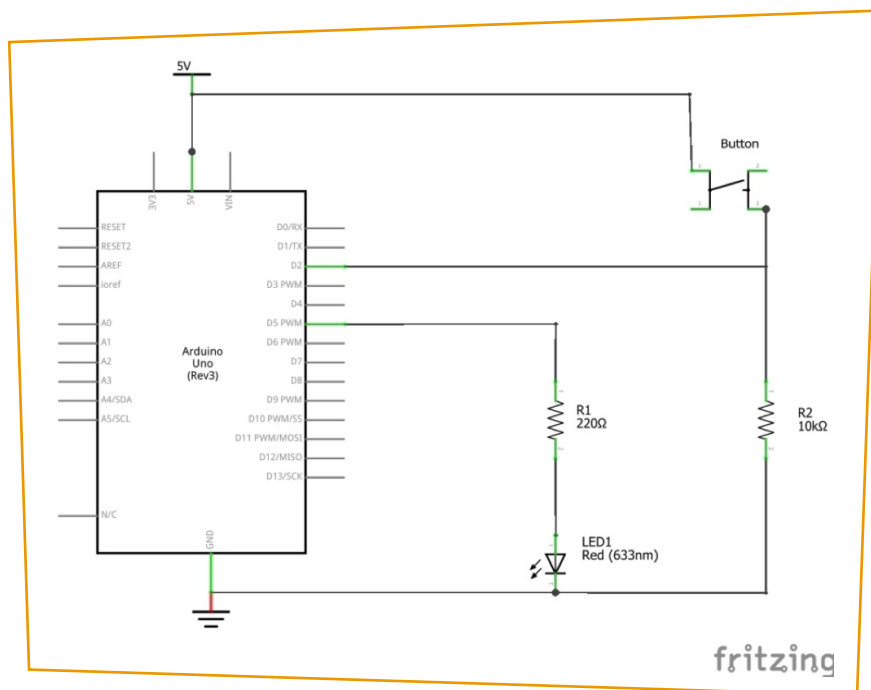 5V
Button
3V3
5V
VIN
RESET
RESET2
AREF
ioref
A0
A1
A2
A3
A4/SDA
A5/SCL
N/C
Arduino
Uno
(Rev3)
D0/RX
D1/TX
D2
D3 PWM
D4
D5 PWM
D6 PWM
D7
D8
D9 PWM
D10 PWM/SS
D11 PWM/MOSI
D12/MISO
D13/SCK
GND
R1
220Ω
R2
10kΩ
LED1
Red (633nm)
fritzing